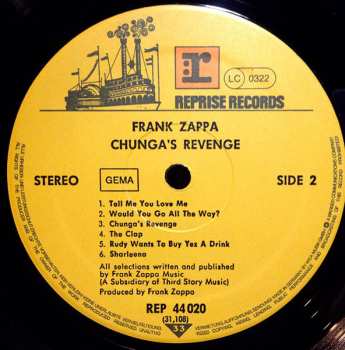 r
LC 0322
REPRISE RECORDS
FRANK ZAPPA
CHUNGA'S REVENGE
STEREO
GEMA
SIDE 2
1. Tell Me You Love Me
2. Would You Go All The Way?
3. Chunga's Revenge
4. The Clap
5. Rudy Wants To Buy Yes A Drink
6. Sharleena
All selections written and published
by Frank Zappa Music
(A Subsidiary of Third Story Music)
Produced by Frank Zappa
REP 44 020
(31,108)
33